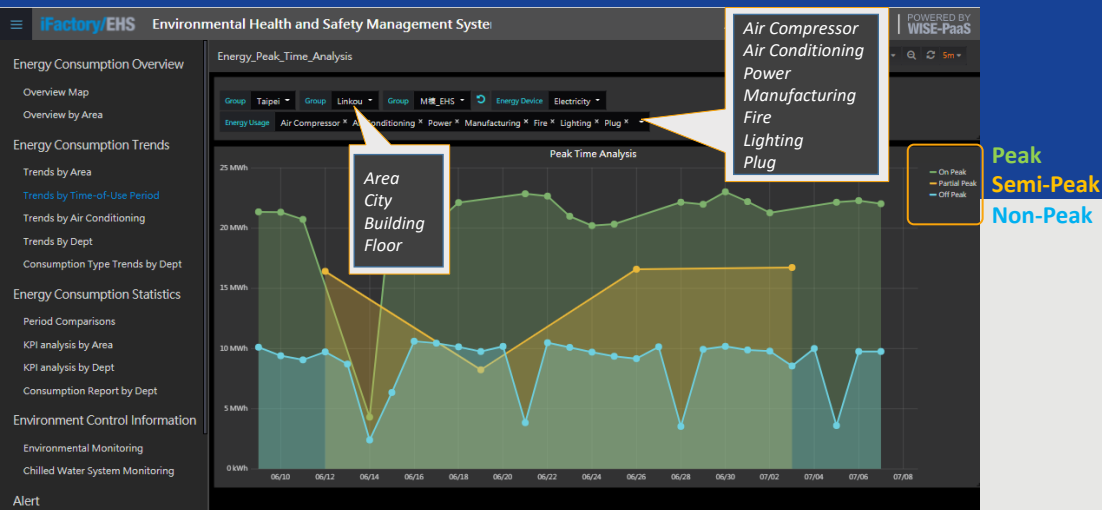 iFactory/EHS Environmental Health and Safety Management Syste
POWERED BY
WISE-PaaS
Energy Consumption Overview
Overview Map
Overview by Area
Energy Consumption Trends
Trends by Area
Trends by Time-of-Use Period
Trends by Air Conditioning
Trends By Dept
Consumption Type Trends by Dept
Energy Consumption Statistics
Period Comparisons
KPI analysis by Area
KPI analysis by Dept
Consumption Report by Dept
Environment Control Information
Environmental Monitoring
Chilled Water System Monitoring
Alert
Energy_Peak_Time_Analysis
5m
Group Taipei Group Linkou Group M棟_EHS Energy Device Electricity
Energy Usage Air Compressor × Conditioning × Power × Manufacturing × Fire × Lighting × Plug ×
Air Compressor
Air Conditioning
Power
Manufacturing
Fire
Lighting
Plug
Area
City
Building
Floor
Peak Time Analysis
25 MWh
20 MWh
15 MWh
10 MWh
5 MWh
0 kWh
06/10 06/12 06/14 06/16 06/18 06/20 06/22 06/24 06/26 06/28 06/30 07/02 07/04 07/06 07/08
On Peak
Partial Peak
Off Peak
Peak
Semi-Peak
Non-Peak